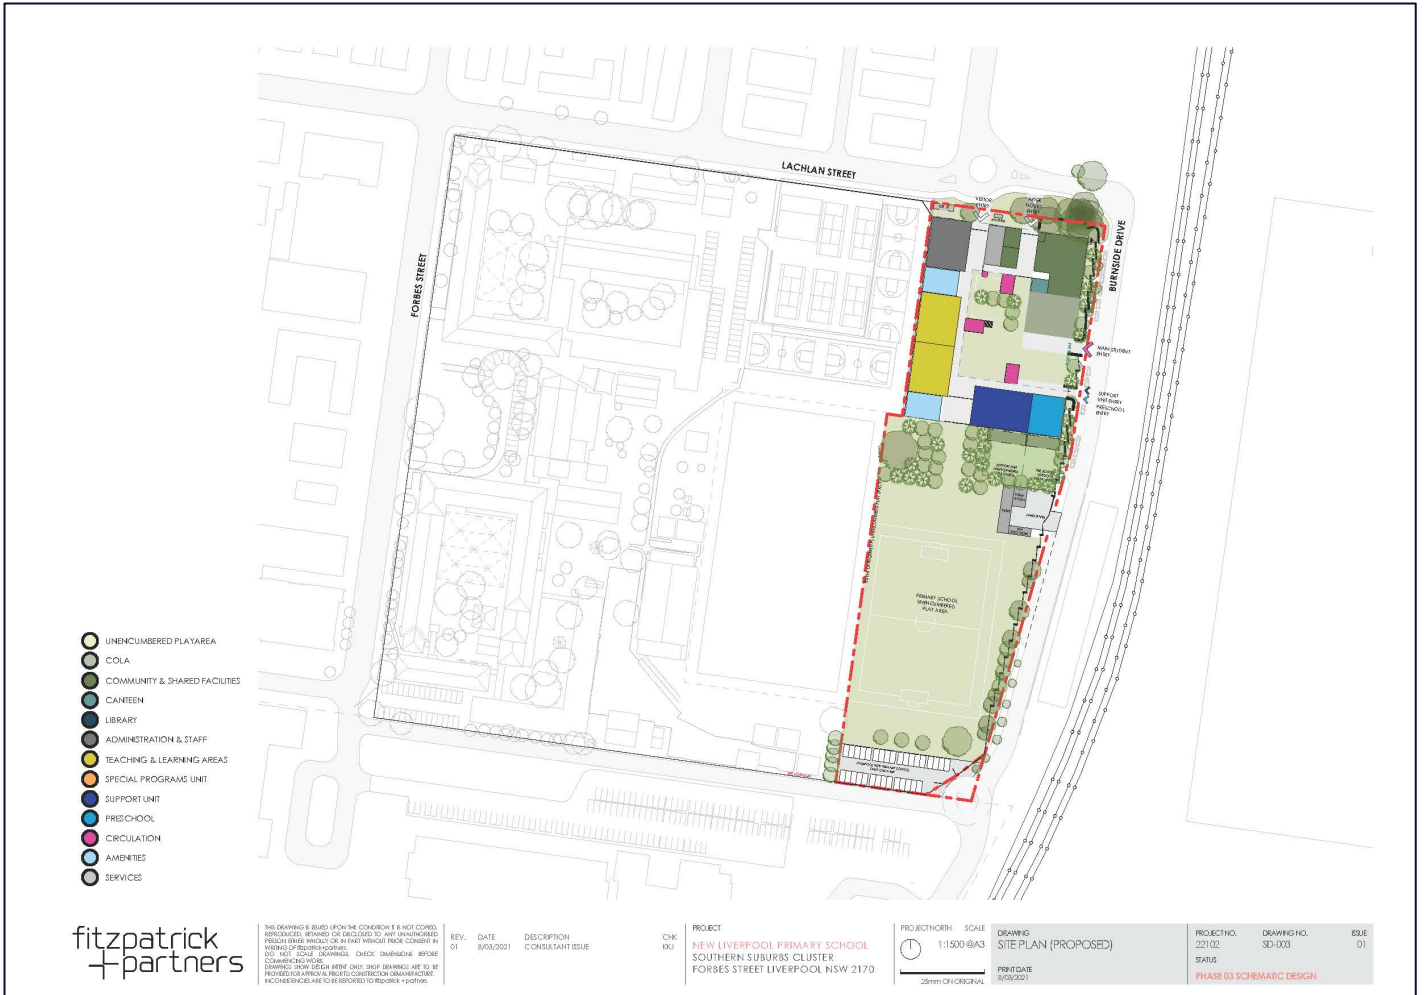 LACHLAN STREET
FORBES STREET
BURNSIDE DRIVE
VISITOR
ENTRY
ENTRY
MAIN STUDENT
ENTRY
SUPPORT
UNIT ENTRY
PRESCHOOL
ENTRY
PRIMARY SCHOOL
UNENCUMBERED
PLAY AREA
UNENCUMBERED PLAYAREA
COLA
COMMUNITY & SHARED FACILITIES
CANTEEN
LIBRARY
ADMINISTRATION & STAFF
TEACHING & LEARNING AREAS
SPECIAL PROGRAMS UNIT
SUPPORT UNIT
PRESCHOOL
CIRCULATION
AMENITIES
SERVICES
fitzpatrick
+partners
THIS DRAWING IS ISSUED UPON THE CONDITION IT IS NOT COPIED,
REPRODUCED, RETAINED OR DISCLOSED TO ANY UNAUTHORISED
PERSON EITHER WHOLLY OR IN PART WITHOUT PRIOR CONSENT IN
WRITING OF fitzpatrick+partners.
DO NOT SCALE DRAWINGS. CHECK DIMENSIONS BEFORE
COMMENCING WORK.
DRAWINGS SHOW DESIGN INTENT ONLY. SHOP DRAWINGS ARE TO BE
PROVIDED FOR APPROVAL PRIOR TO CONSTRUCTION OR MANUFACTURE.
INCONSISTENCIES ARE TO BE REPORTED TO fitzpatrick + partners.
REV. DATE DESCRIPTION CHK
01 8/03/2021 CONSULTANT ISSUE KKJ
PROJECT
NEW LIVERPOOL PRIMARY SCHOOL
SOUTHERN SUBURBS CLUSTER
FORBES STREET LIVERPOOL NSW 2170
PROJECT NORTH SCALE
1:1500 @A3
25mm ON ORIGINAL
DRAWING
SITE PLAN (PROPOSED)
PRINT DATE
8/03/2021
PROJECT NO. DRAWING NO. ISSUE
22102 SD-003 01
STATUS
PHASE 03 SCHEMATIC DESIGN